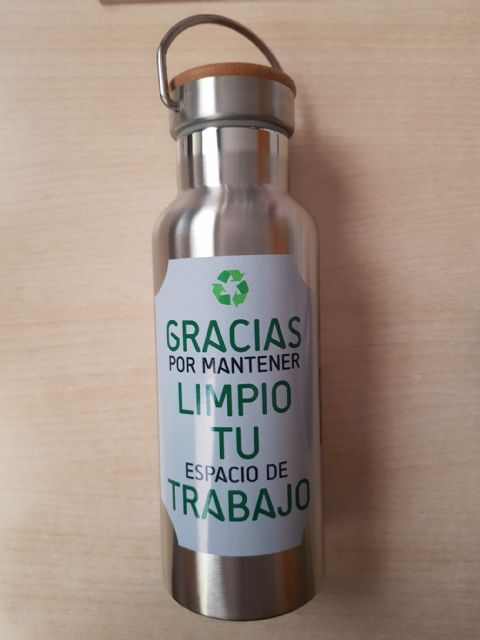 GRACIAS
POR MANTENER
LIMPIO
TU
ESPACIO DE
TRABAJO